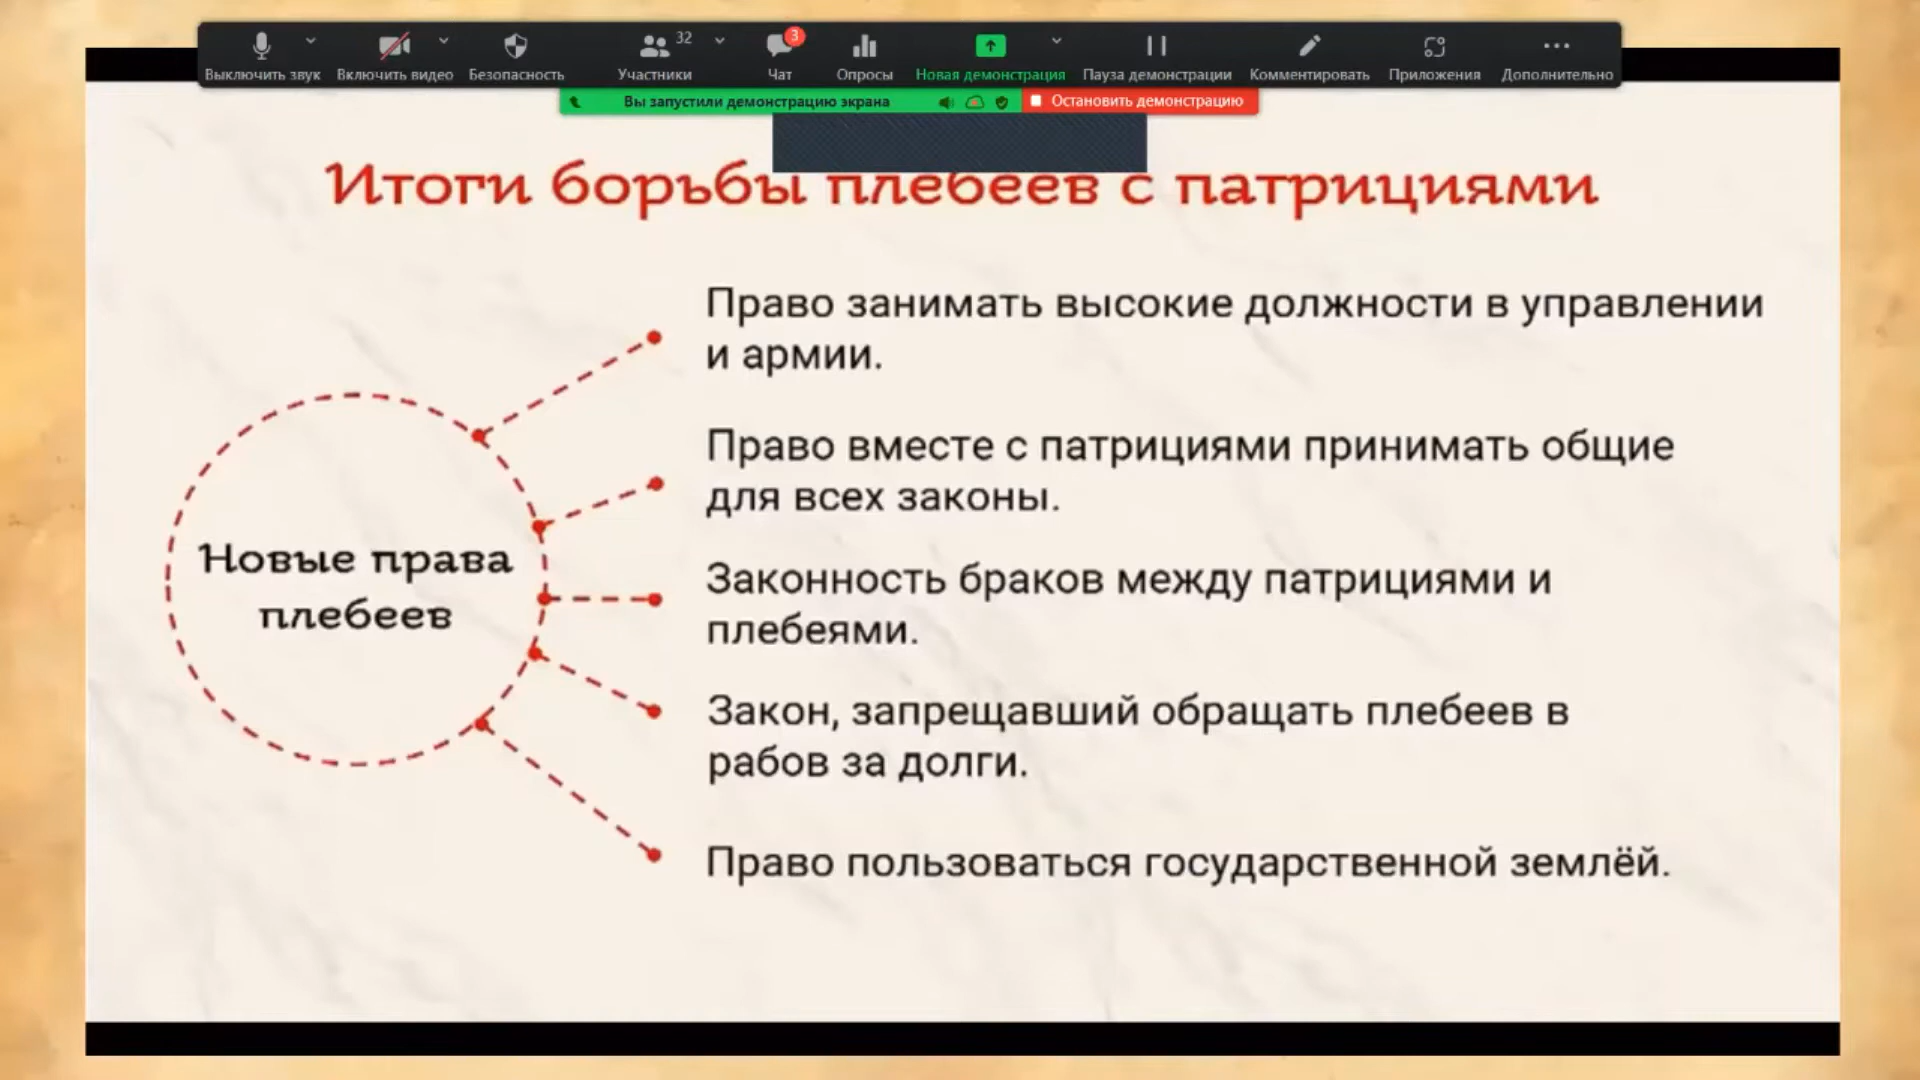 32
3
Выключить звук
Включить видео
Безопасность
Участники
Чат
Опросы
Новая демонстрация
Пауза демонстрации
Комментировать
Приложения
Дополнительно
Вы запустили демонстрацию экрана
Остановить демонстрацию
Итоги борьбы плебеев с патрициями
Право занимать высокие должности в управлении
и армии.
Право вместе с патрициями принимать общие
для всех законы.
Новые права
плебеев
Законность браков между патрициями и
плебеями.
Закон, запрещавший обращать плебеев в
рабов за долги.
Право пользоваться государственной землёй.